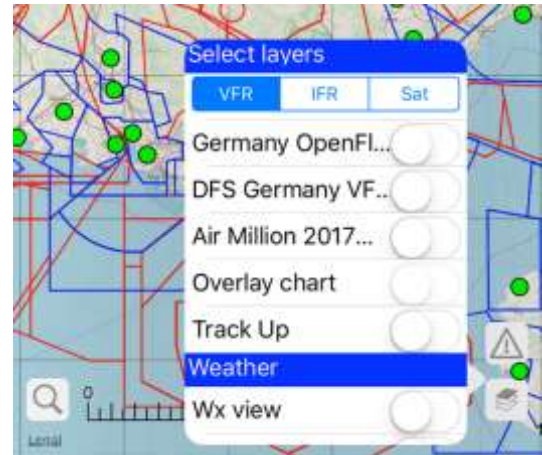 Select layers
VFR IFR Sat
Germany OpenFl...
DFS Germany VF...
Air Million 2017...
Overlay chart
Track Up
Weather
Wx view
0